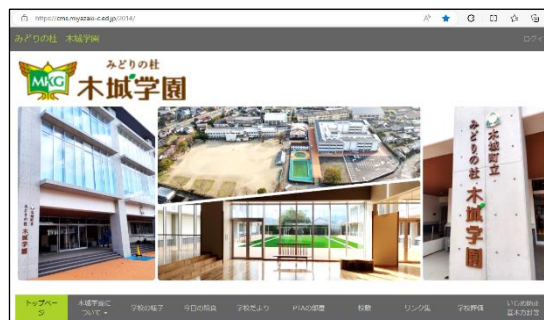 https://cms.miyazaki-c.ed.jp/2014/
みどりの杜 木城学園
ログイ
みどりの杜
MKG 木城学園
みどりの杜
木城学園
木城町立
みどりの杜 木城学園
トップページ
木城学園について
学校の様子
今日の給食
学校だより
PTAの部屋
校歌
リンク集
学校評価
いじめ防止基本方針等